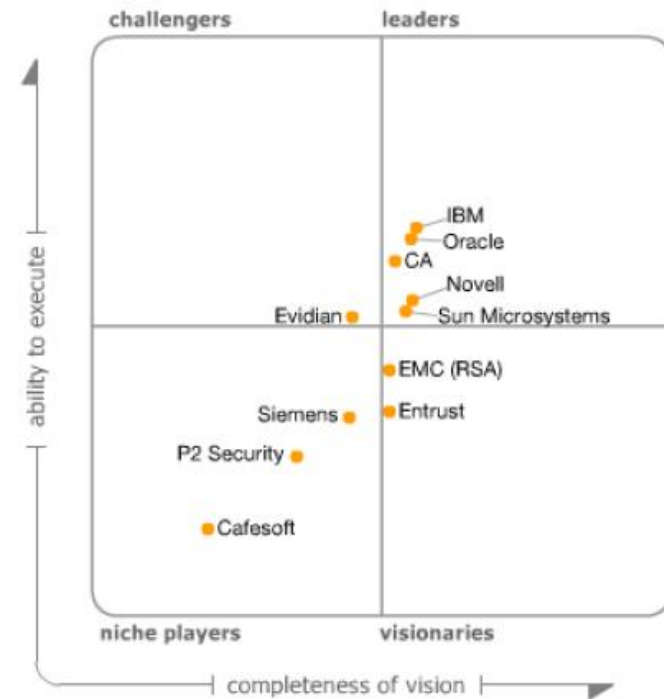 challengers
leaders
IBM
Oracle
CA
Novell
Evidian
Sun Microsystems
EMC (RSA)
Siemens
Entrust
P2 Security
Cafesoft
niche players
visionaries
ability to execute
completeness of vision